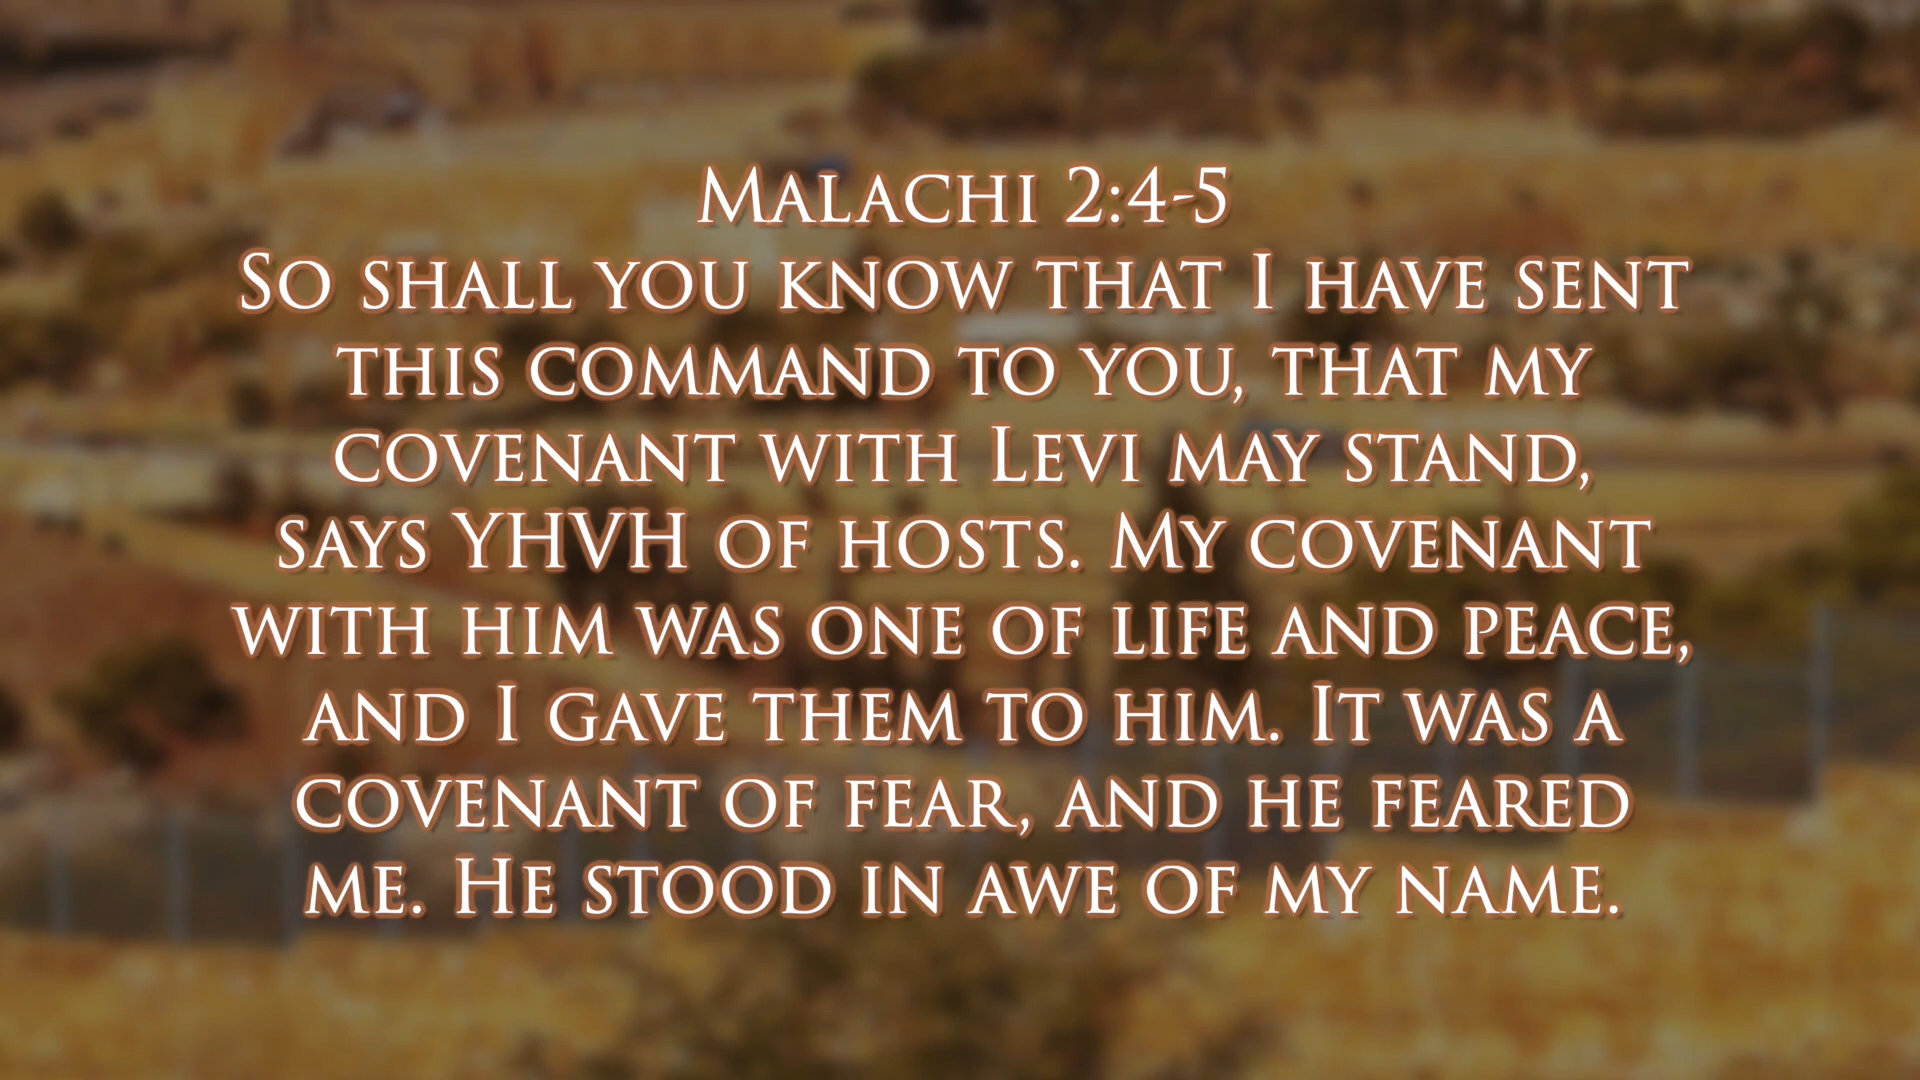 Malachi 2:4-5
So shall you know that I have sent
this command to you, that my
covenant with Levi may stand,
says YHVH of hosts. My covenant
with him was one of life and peace,
and I gave them to him. It was a
covenant of fear, and he feared
me. He stood in awe of my name.